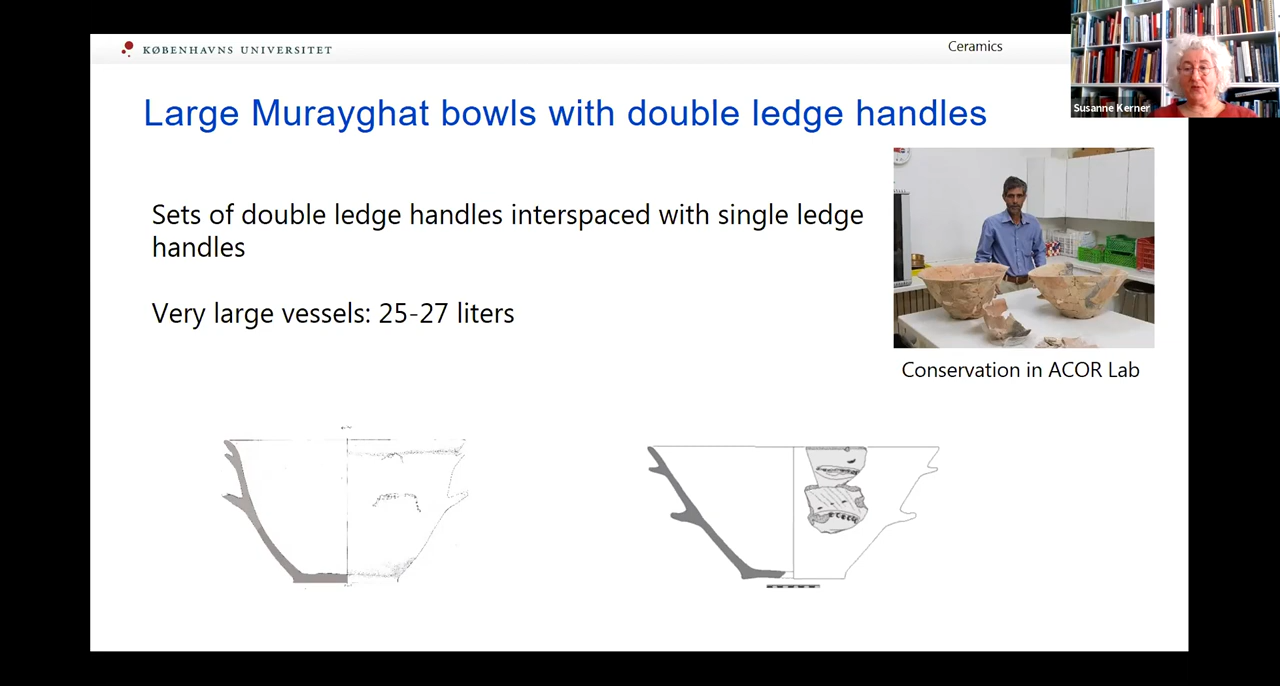 KØBENHAVNS UNIVERSITET
Ceramics
Susanne Kerner
Large Murayghat bowls with double ledge handles
Sets of double ledge handles interspaced with single ledge
handles
Very large vessels: 25-27 liters
Conservation in ACOR Lab